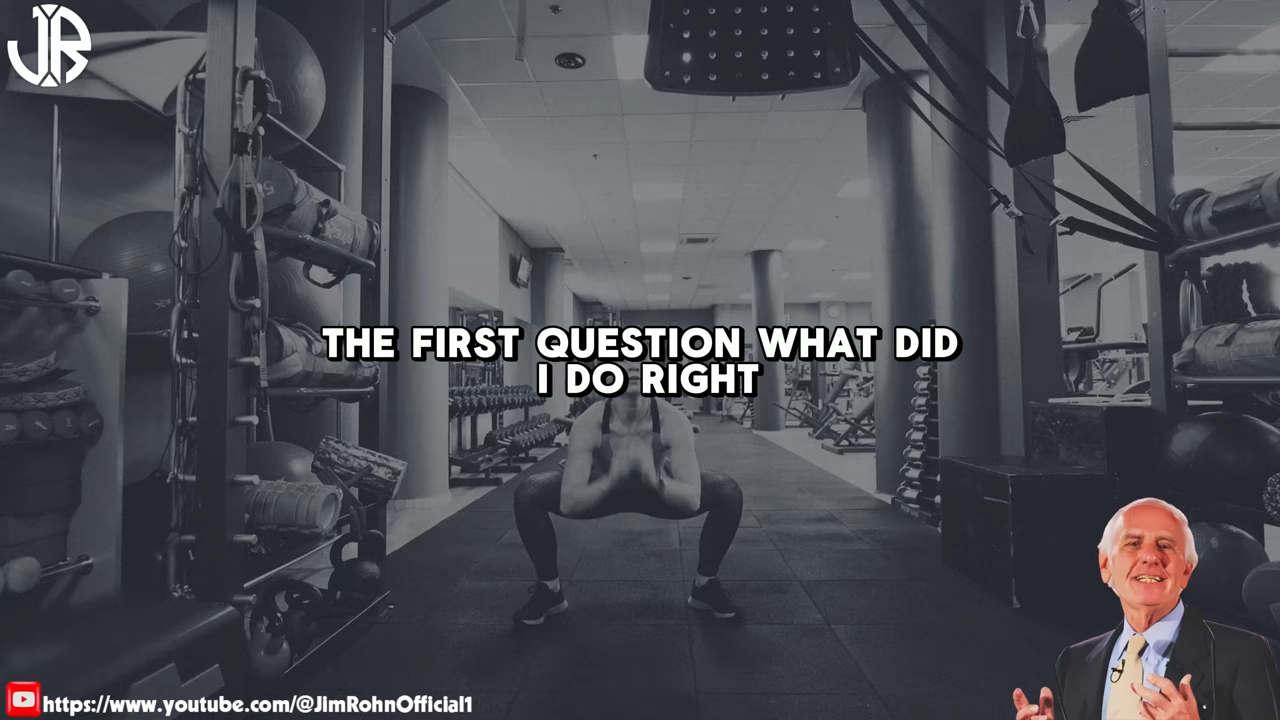 JR
THE FIRST QUESTION WHAT DID
I DO RIGHT
https://www.youtube.com/@JimRohnOfficial1